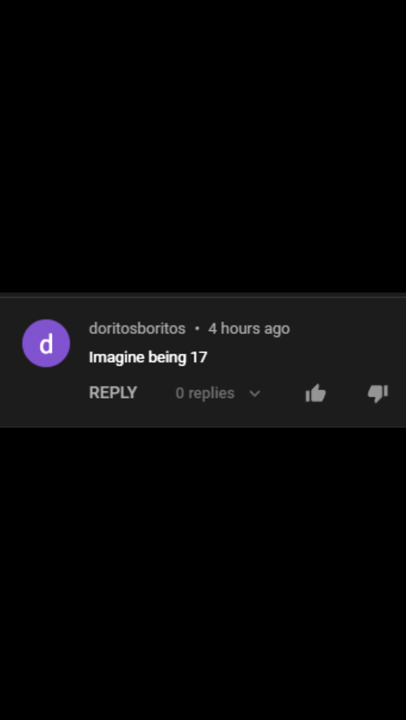 d
doritosboritos • 4 hours ago
Imagine being 17
REPLY 0 replies